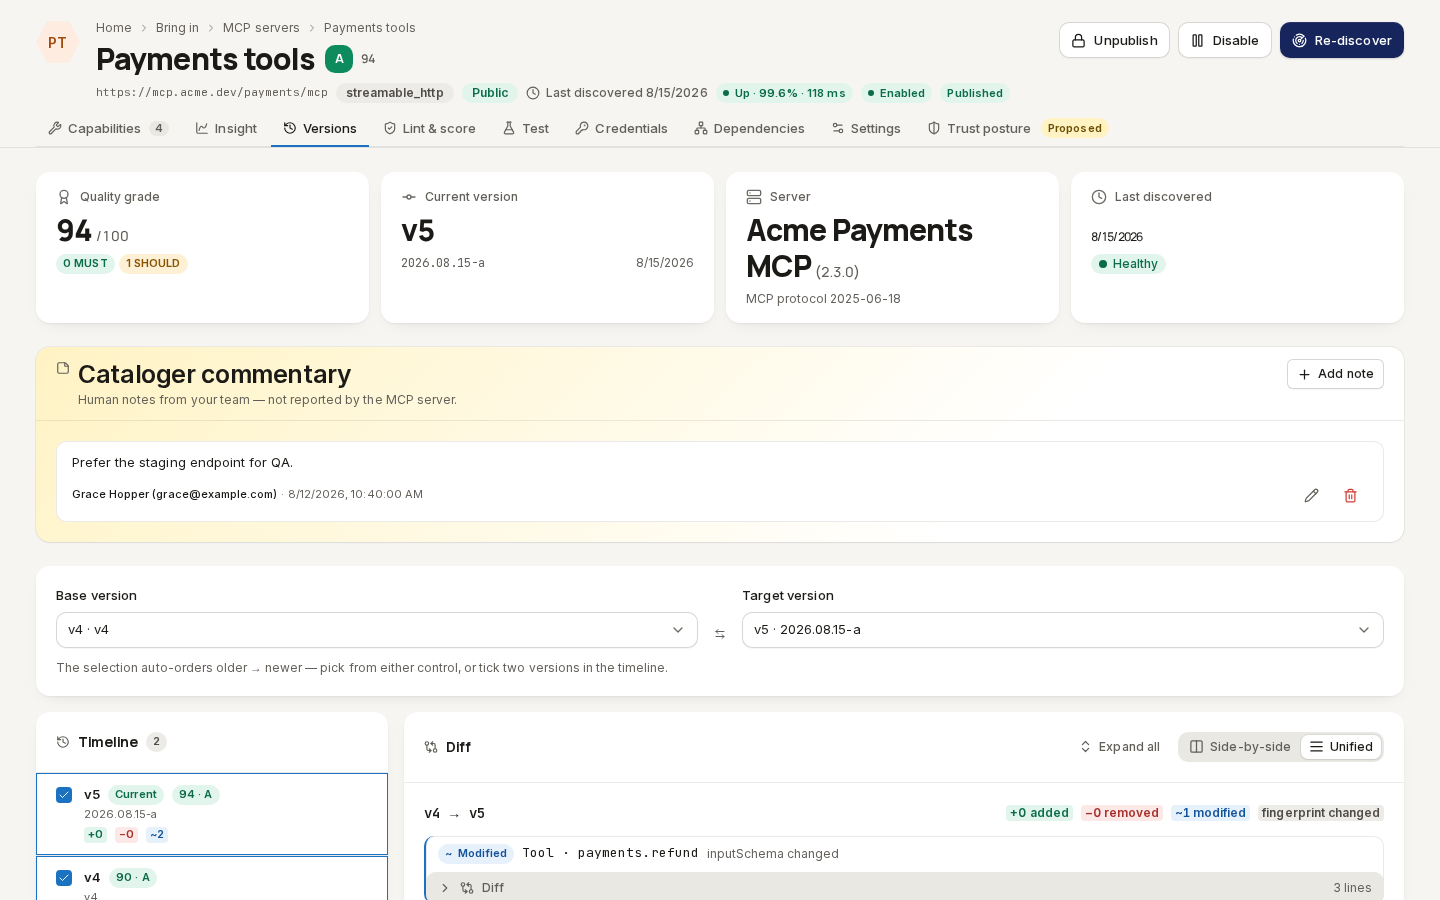 PT
Home > Bring in > MCP servers > Payments tools
Payments tools A 94
https://mcp.acme.dev/payments/mcp streamable_http Public Last discovered 8/15/2026 Up · 99.6% · 118 ms Enabled Published
Unpublish Disable Re-discover
Capabilities 4 Insight Versions Lint & score Test Credentials Dependencies Settings Trust posture Proposed
Quality grade
94 /100
0 MUST 1 SHOULD
Current version
v5
2026.08.15-a 8/15/2026
Server
Acme Payments
MCP (2.3.0)
MCP protocol 2025-06-18
Last discovered
8/15/2026
Healthy
Cataloger commentary
Human notes from your team — not reported by the MCP server.
Add note
Prefer the staging endpoint for QA.
Grace Hopper (grace@example.com) · 8/12/2026, 10:40:00 AM
Base version
v4 · v4
Target version
v5 · 2026.08.15-a
The selection auto-orders older → newer — pick from either control, or tick two versions in the timeline.
Timeline 2
v5 Current 94 · A
2026.08.15-a
+0 −0 ~2
v4 90 · A
v4
Diff
Expand all Side-by-side Unified
v4 → v5
+0 added −0 removed ~1 modified fingerprint changed
~ Modified Tool · payments.refund inputSchema changed
Diff 3 lines